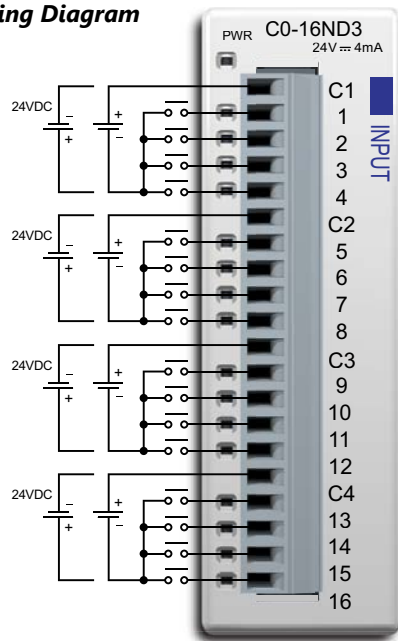 ing Diagram
PWR C0-16ND3
24V⎓4mA
INPUT
C1
1
2
3
4
C2
5
6
7
8
C3
9
10
11
12
C4
13
14
15
16
24VDC
-
+
+
-
24VDC
-
+
+
-
24VDC
-
+
+
-
24VDC
-
+
+
-